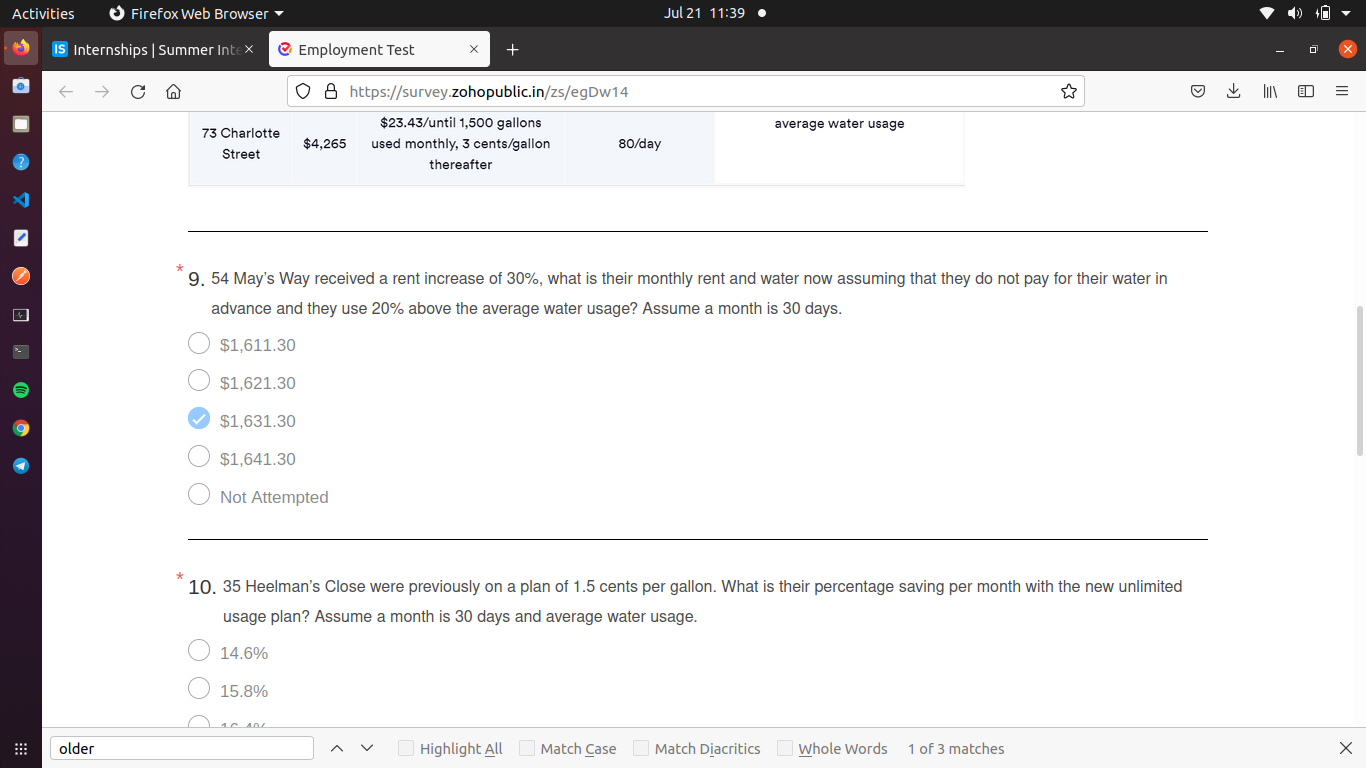 Activities
Firefox Web Browser
Jul 21 11:39
IS Internships | Summer Inte
Employment Test
https://survey.zohopublic.in/zs/egDw14
73 Charlotte
Street
$4,265
$23.43/until 1,500 gallons
used monthly, 3 cents/gallon
thereafter
80/day
average water usage
* 9. 54 May's Way received a rent increase of 30%, what is their monthly rent and water now assuming that they do not pay for their water in
advance and they use 20% above the average water usage? Assume a month is 30 days.
$1,611.30
$1,621.30
$1,631.30
$1,641.30
Not Attempted
* 10. 35 Heelman's Close were previously on a plan of 1.5 cents per gallon. What is their percentage saving per month with the new unlimited
usage plan? Assume a month is 30 days and average water usage.
14.6%
15.8%
older
Highlight All
Match Case
Match Diacritics
Whole Words
1 of 3 matches